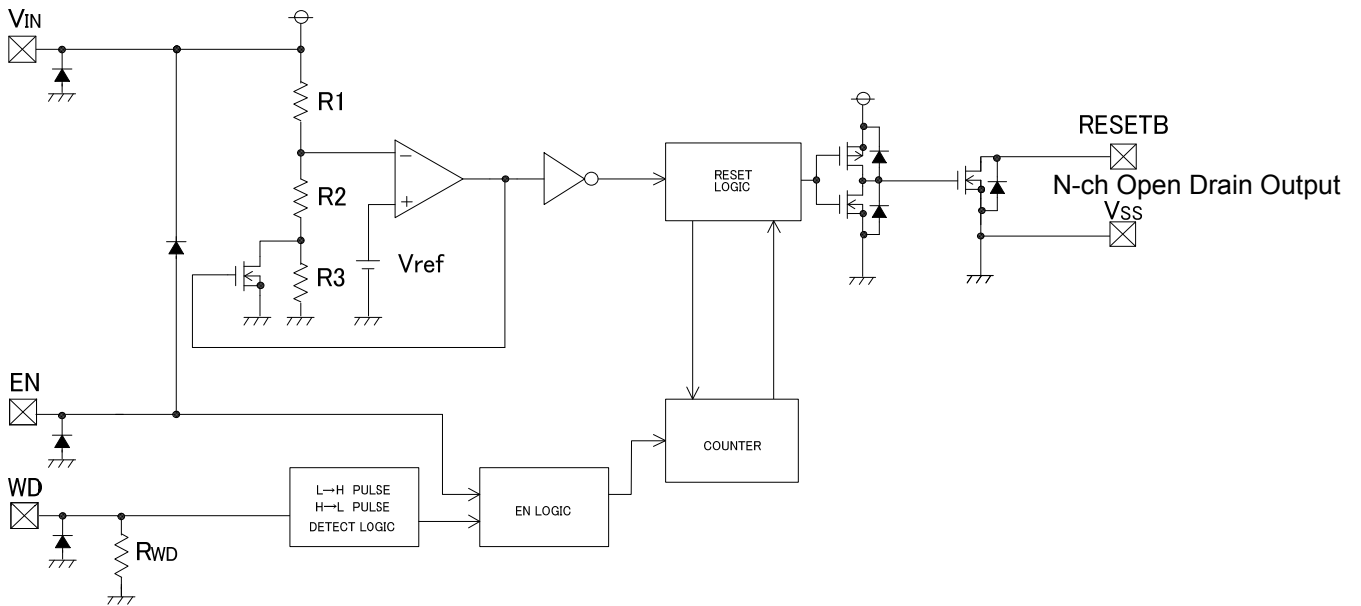 VIN
R1
R2
R3
−
+
Vref
RESET
LOGIC
RESETB
N-ch Open Drain Output
VSS
EN
COUNTER
WD
L→H PULSE
H→L PULSE
DETECT LOGIC
EN LOGIC
RWD